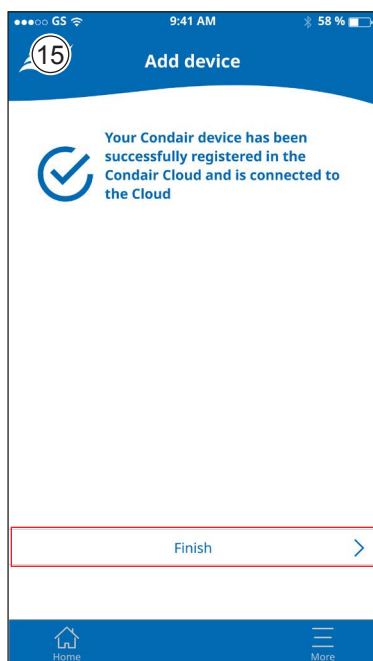 GS 9:41 AM 58 %
15
Add device
Your Condair device has been
successfully registered in the
Condair Cloud and is connected to
the Cloud
Finish
Home More